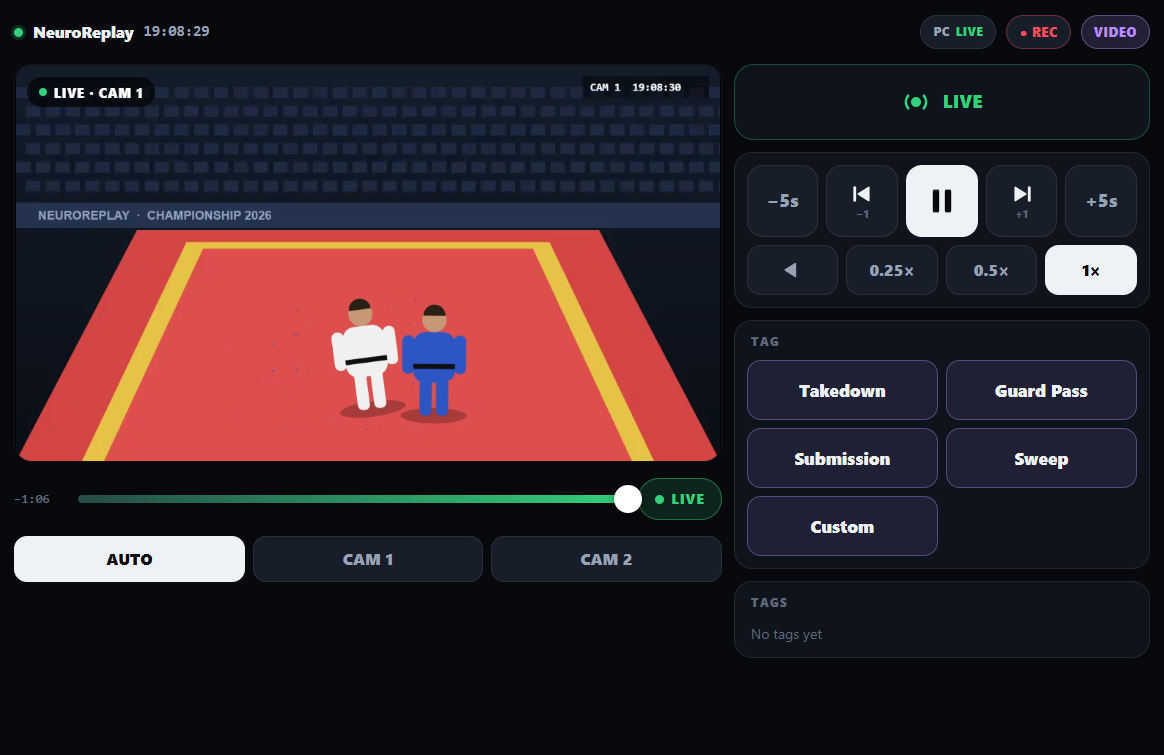 NeuroReplay 19:08:29
PC LIVE
● REC
VIDEO
LIVE · CAM 1
CAM 1 19:08:30
NEUROREPLAY · CHAMPIONSHIP 2026
−1:06
LIVE
AUTO
CAM 1
CAM 2
LIVE
−5s
−1
+1
+5s
0.25×
0.5×
1×
TAG
Takedown
Guard Pass
Submission
Sweep
Custom
TAGS
No tags yet